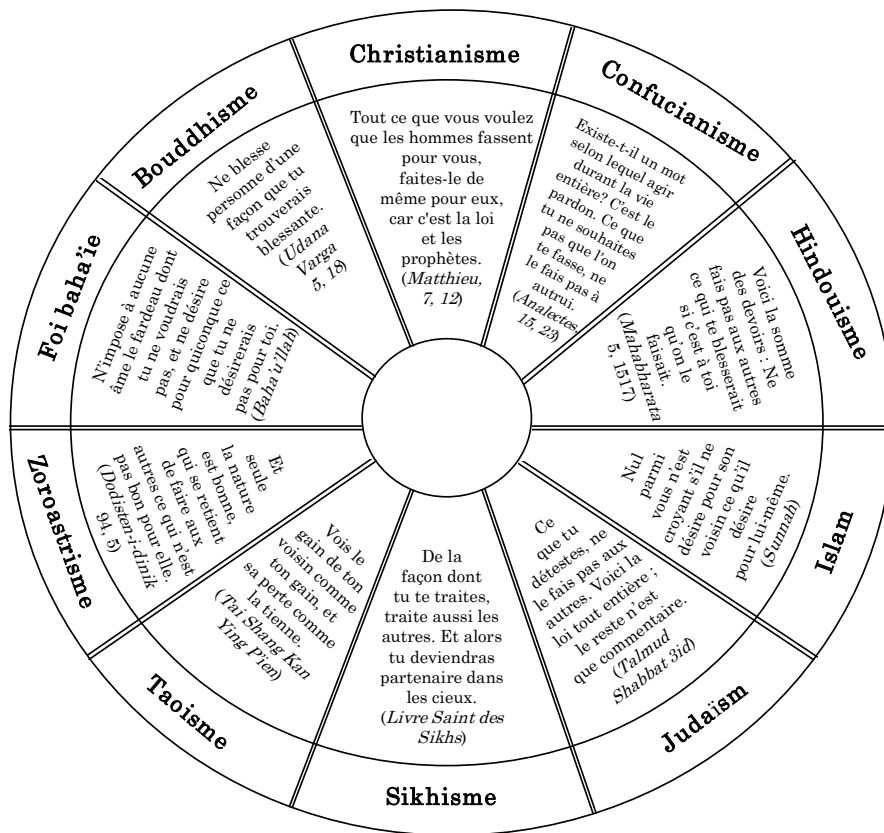 Christianisme
Tout ce que vous voulez
que les hommes fassent
pour vous,
faites-le de
même pour eux,
car c'est la loi
et les
prophètes.
(Matthieu,
7, 12)
Confucianisme
Existe-t-il un mot
selon lequel agir
durant la vie
entière? C'est le
pardon. Ce que
tu ne souhaites
pas que l'on
te fasse, ne
le fais pas à
autrui.
(Analectes,
15, 23)
Hindouisme
Voici la somme
des devoirs : Ne
fais pas aux autres
ce qui te blesserait
si c'est à toi
qu'on le
faisait.
(Mahabharata
5, 1517)
Islam
Nul
parmi
vous n'est
croyant s'il ne
désire pour son
voisin ce qu'il
désire
pour lui-même.
(Sunnah)
Judaïsm
Ce
que tu
détestes, ne
le fais pas aux
autres. Voici la
loi tout entière ;
le reste n'est
que commentaire.
(Talmud
Shabbat 3id)
Sikhisme
De la
façon dont
tu te traites,
traite aussi les
autres. Et alors
tu deviendras
partenaire dans
les cieux.
(Livre Saint des
Sikhs)
Taoisme
Vois le
gain de ton
voisin comme
ton gain, et
sa perte comme
la tienne.
(Tai Shang Kan
Ying P'ien)
Zoroastrisme
Et
seule
la nature
est bonne,
qui se retient
de faire aux
autres ce qui n'est
pas bon pour elle.
(Dodisten-i-dinik
94, 5)
Foi baha'ie
N'impose à aucune
âme le fardeau dont
tu ne voudrais
pas, et ne désire
pour quiconque ce
que tu ne
désirerais
pas pour toi.
(Baha'u'llah)
Bouddhisme
Ne blesse
personne d'une
façon que tu
trouverais
blessante.
(Udana
Varga
5, 18)